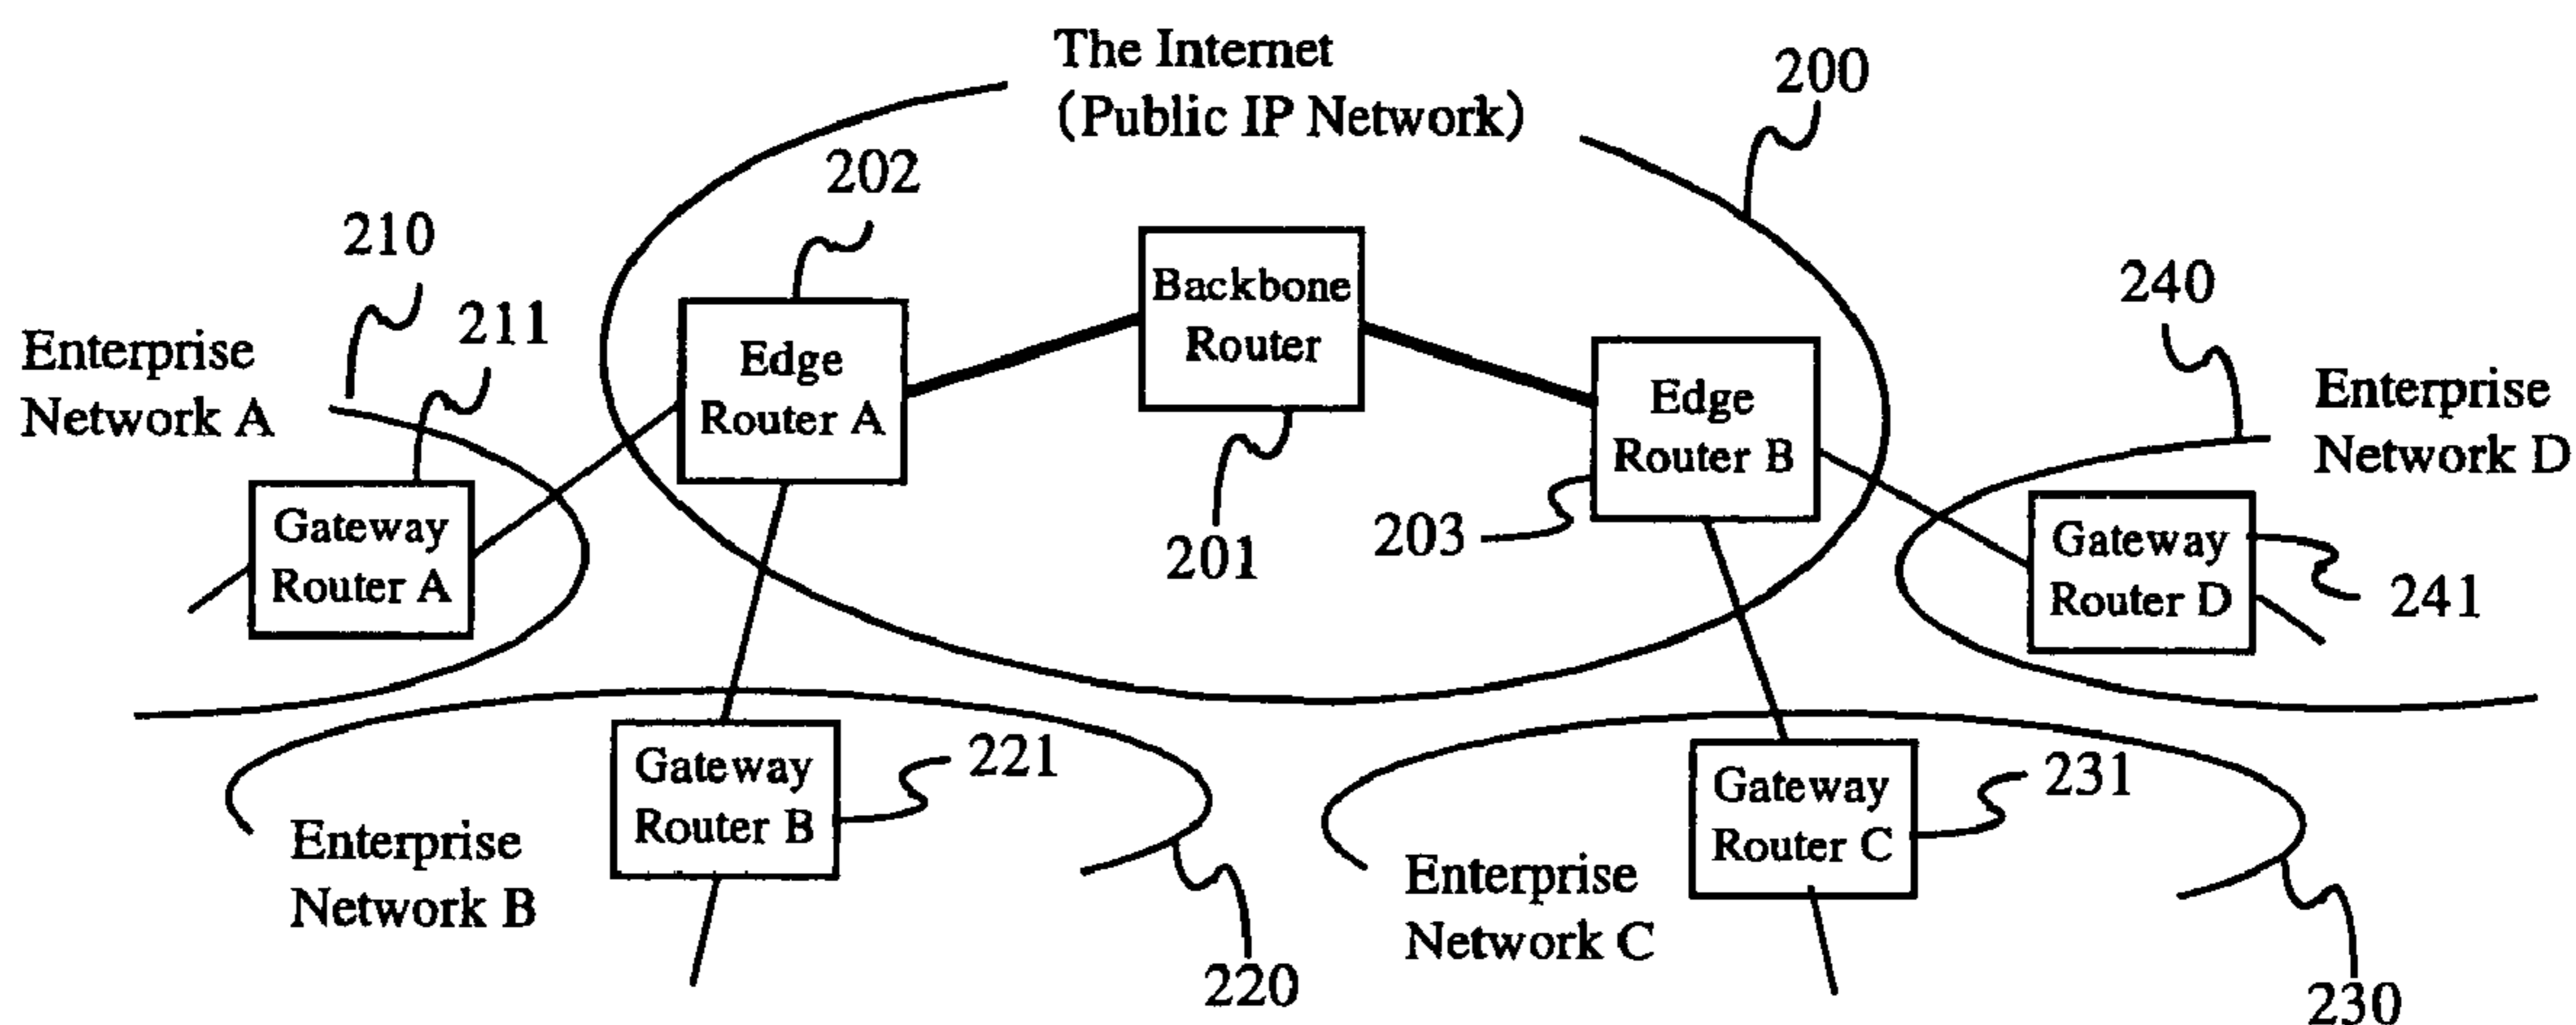 The Internet
(Public IP Network)
200
202
210
211
Enterprise
Network A
Edge
Router A
Backbone
Router
201
Edge
Router B
203
240
Enterprise
Network D
Gateway
Router A
Gateway
Router D
241
Gateway
Router B
221
Enterprise
Network B
220
Gateway
Router C
231
Enterprise
Network C
230